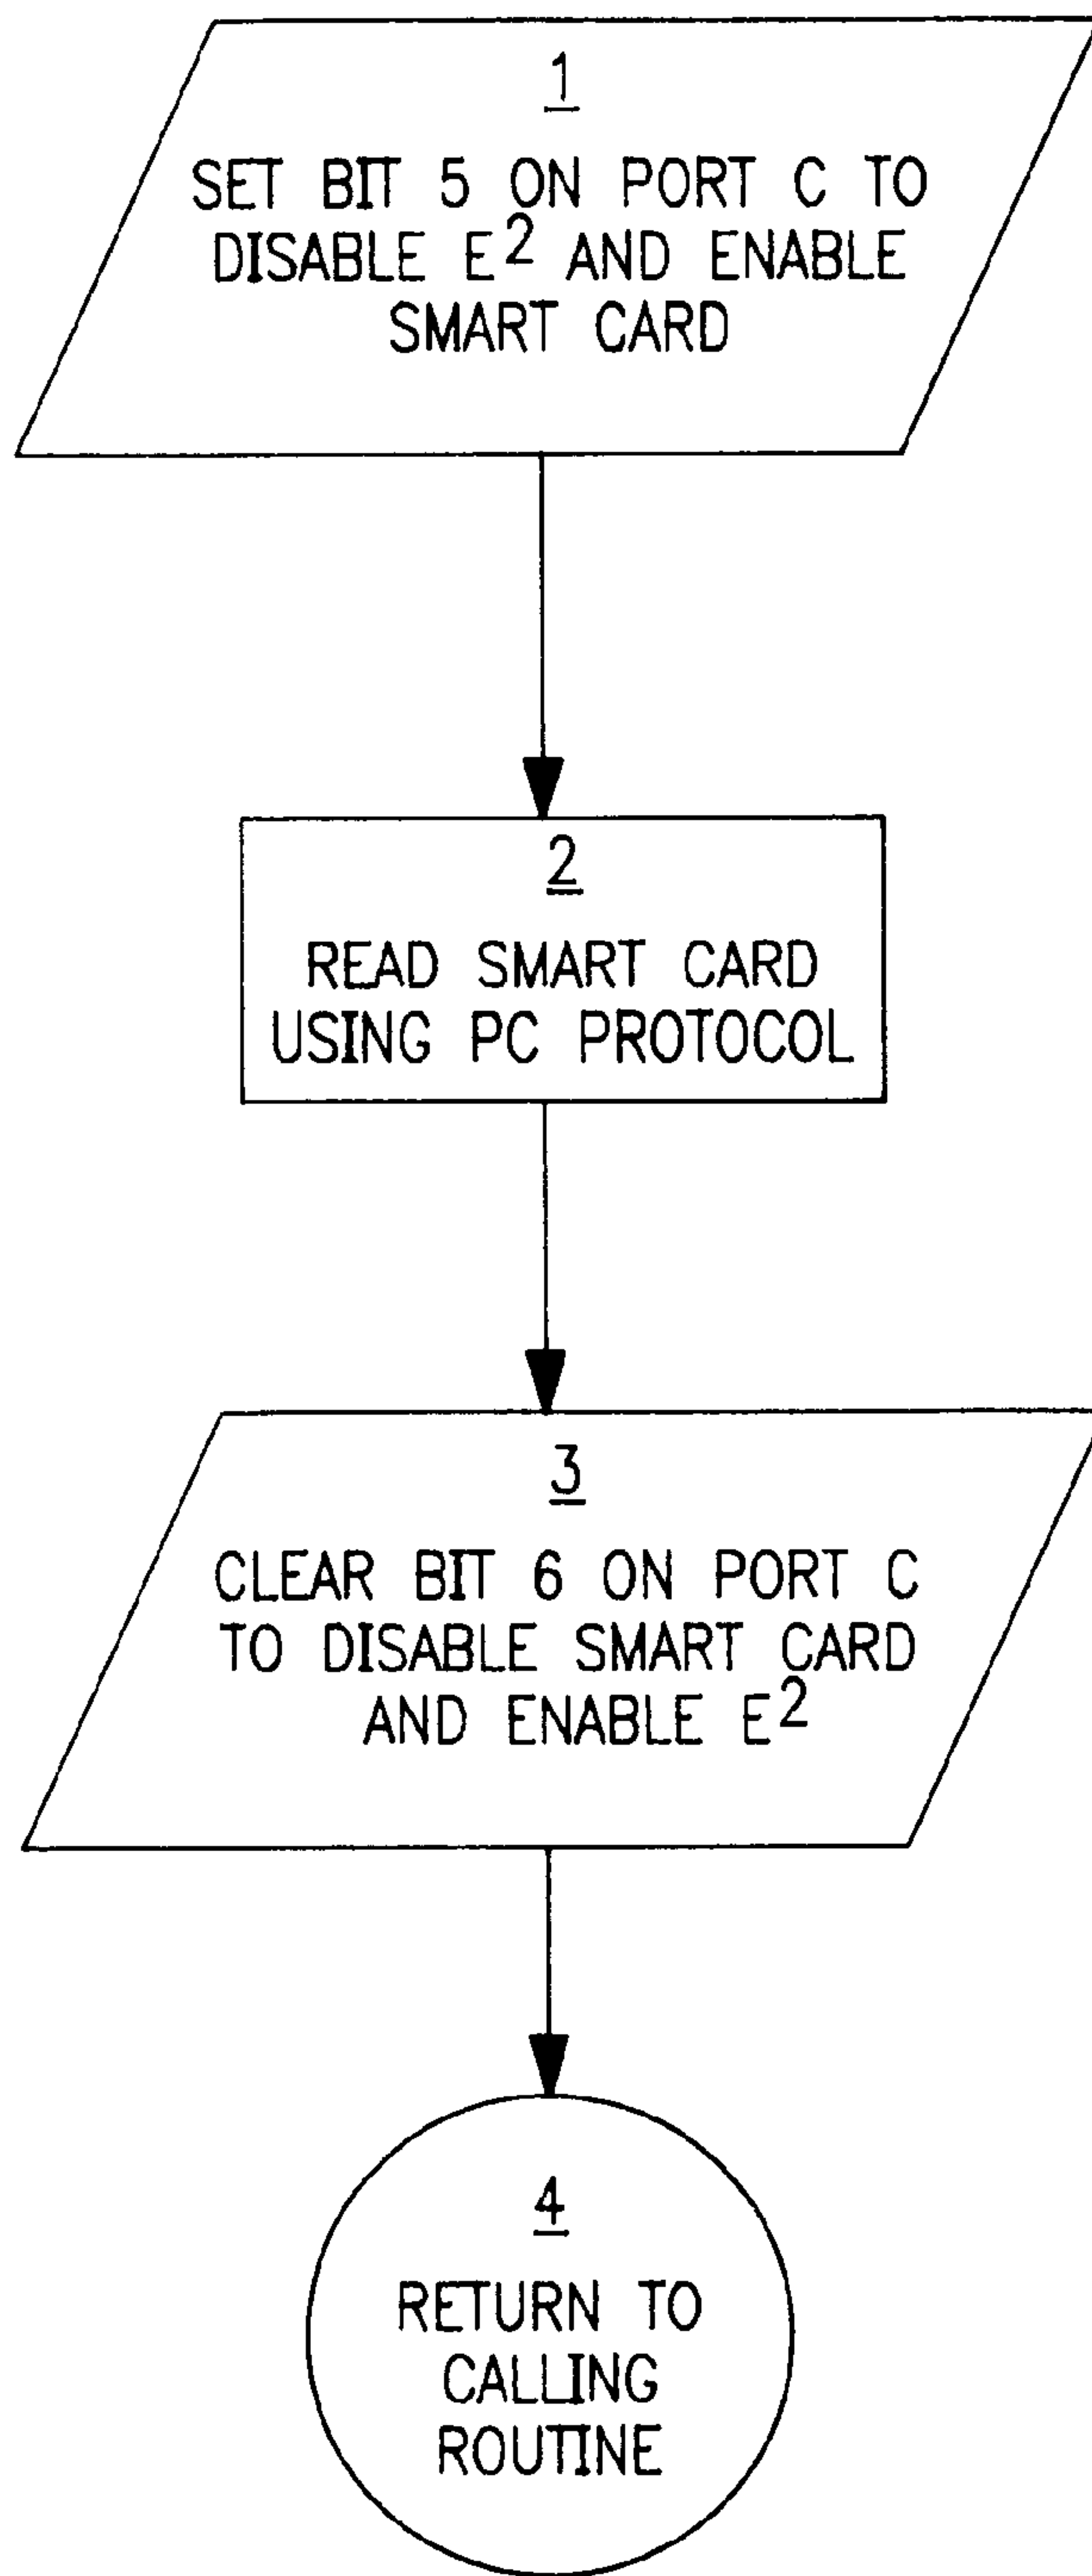 1
SET BIT 5 ON PORT C TO
DISABLE E² AND ENABLE
SMART CARD
2
READ SMART CARD
USING PC PROTOCOL
3
CLEAR BIT 6 ON PORT C
TO DISABLE SMART CARD
AND ENABLE E²
4
RETURN TO
CALLING
ROUTINE